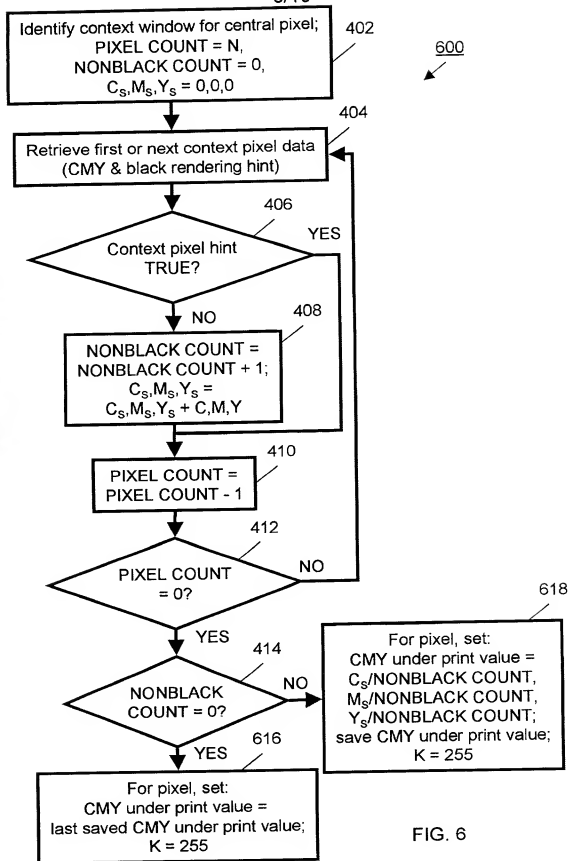 Identify context window for central pixel;
PIXEL COUNT = N,
NONBLACK COUNT = 0,
Cs,Ms,Ys = 0,0,0
402
600
404
Retrieve first or next context pixel data
(CMY & black rendering hint)
406
Context pixel hint
TRUE?
YES
NO
408
NONBLACK COUNT =
NONBLACK COUNT + 1;
Cs,Ms,Ys =
Cs,Ms,Ys + C,M,Y
410
PIXEL COUNT =
PIXEL COUNT - 1
412
PIXEL COUNT
= 0?
NO
YES
414
NONBLACK
COUNT = 0?
NO
YES
618
For pixel, set:
CMY under print value =
Cs/NONBLACK COUNT,
Ms/NONBLACK COUNT,
Ys/NONBLACK COUNT;
save CMY under print value;
K = 255
616
For pixel, set:
CMY under print value =
last saved CMY under print value;
K = 255
FIG. 6